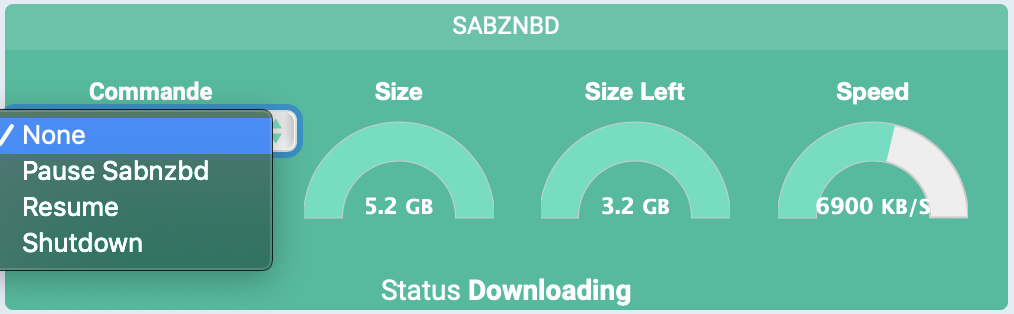 SABZNBD
Commande
Size
Size Left
Speed
None
Pause Sabnzbd
Resume
Shutdown
5.2 GB
3.2 GB
6900 KB/S
Status Downloading